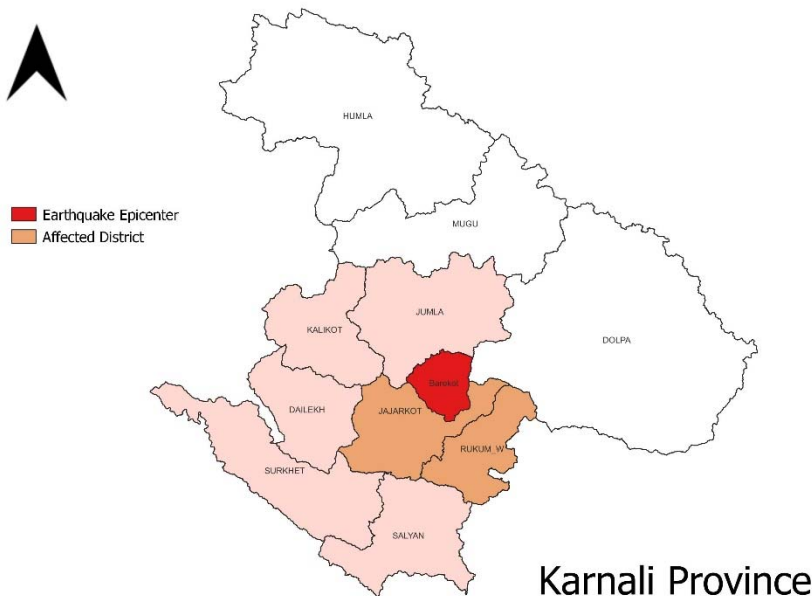 HUMLA
MUGU
Earthquake Epicenter
Affected District
JUMLA
KALIKOT
DOLPA
Barekot
JAJARKOT
DAILEKH
RUKUM_W
SURKHET
SALYAN
Karnali Province